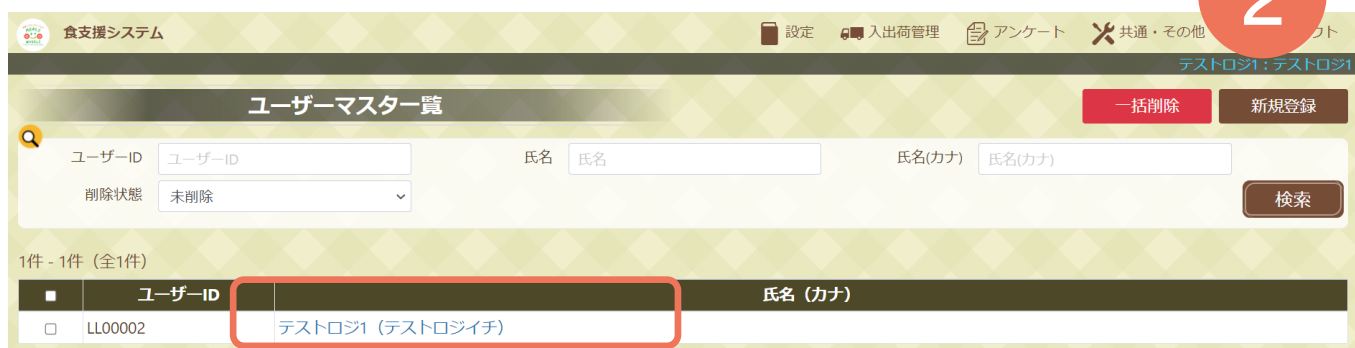 食支援システム 設定 入出荷管理 アンケート 共通・その他 クト
2
テストロジ1 : テストロジ1
ユーザーマスター覧 一括削除 新規登録
ユーザーID ユーザーID 氏名 氏名 氏名(カナ) 氏名(カナ)
削除状態 未削除 検索
1件 - 1件（全1件）
ユーザーID 氏名（カナ）
LL00002 テストロジ1（テストロジイチ）